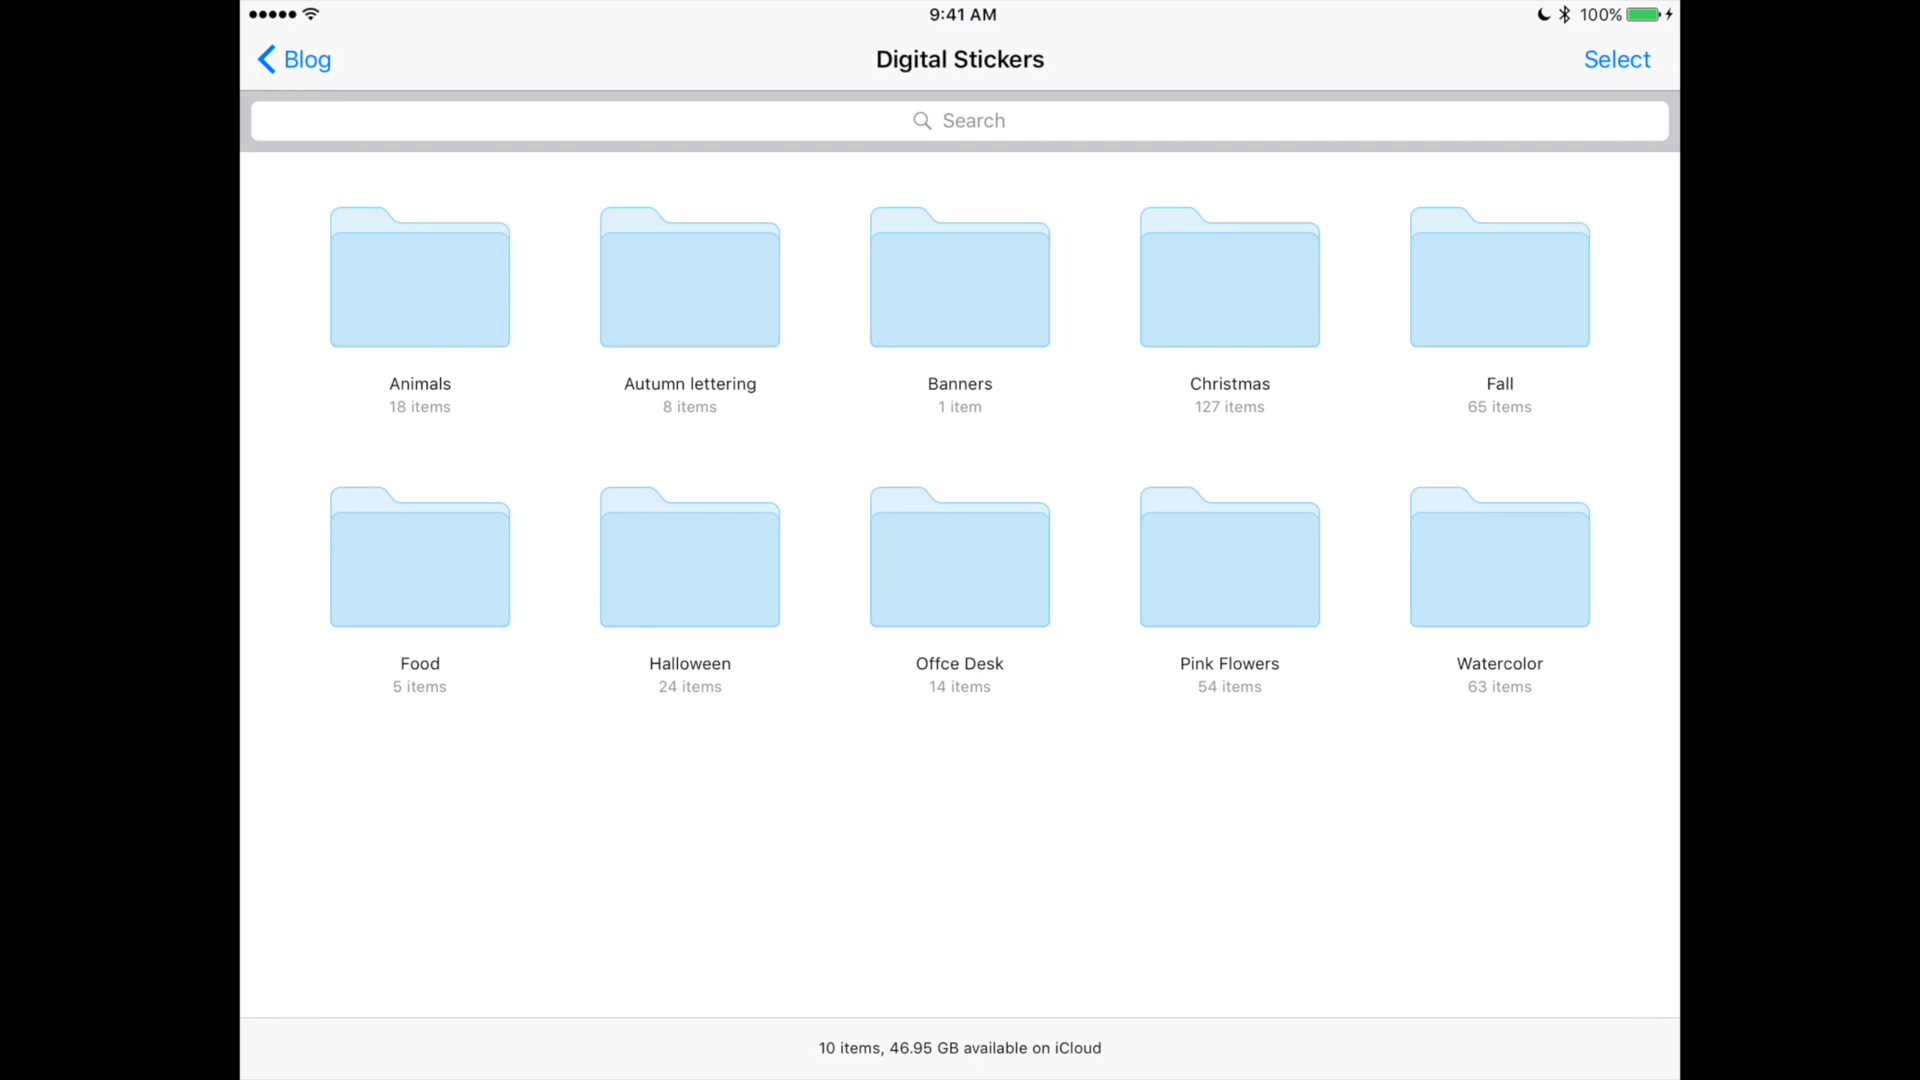 9:41 AM
100%
Blog
Digital Stickers
Select
Search
Animals
18 items
Autumn lettering
8 items
Banners
1 item
Christmas
127 items
Fall
65 items
Food
5 items
Halloween
24 items
Offce Desk
14 items
Pink Flowers
54 items
Watercolor
63 items
10 items, 46.95 GB available on iCloud